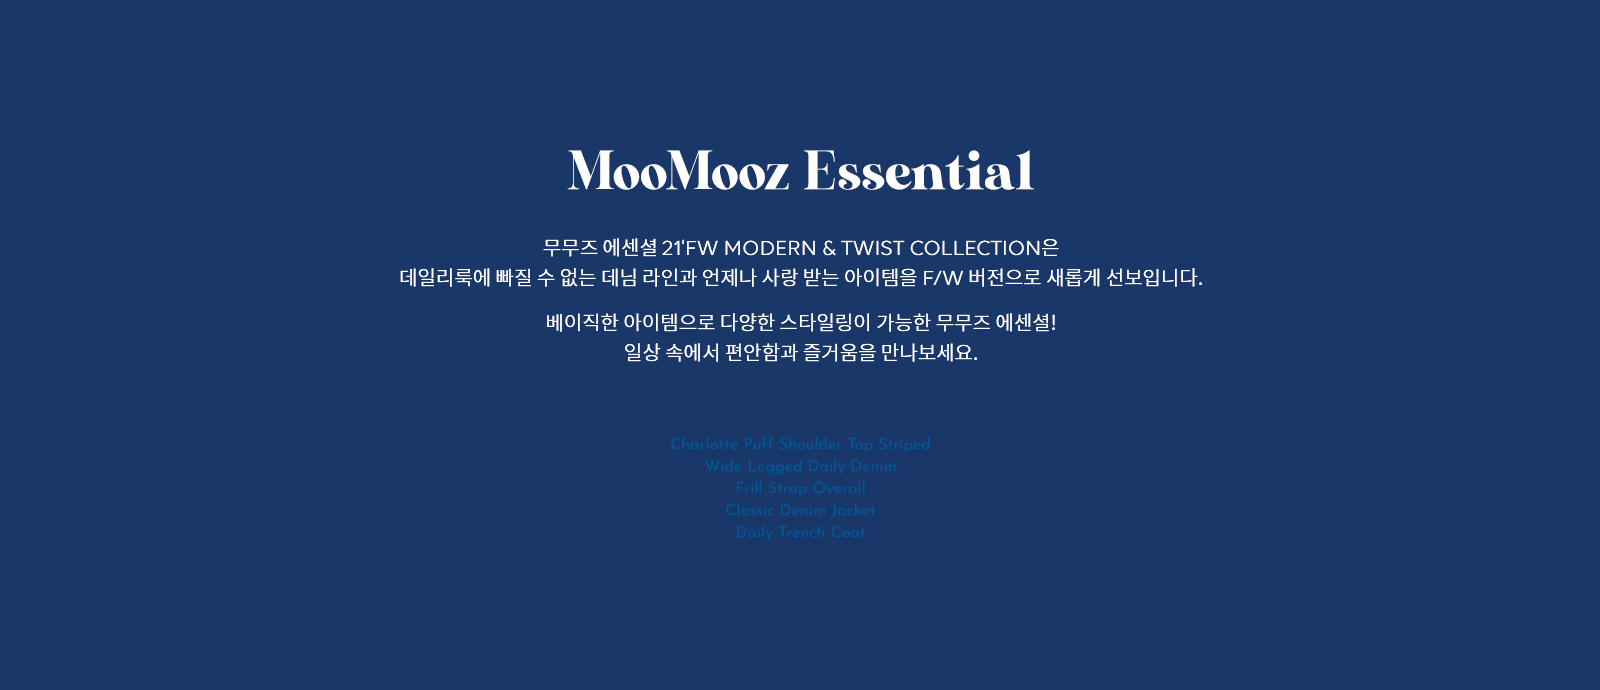 MooMooz Essential
무무즈 에센셜 21'FW MODERN & TWIST COLLECTION은
데일리룩에 빠질 수 없는 데님 라인과 언제나 사랑 받는 아이템을 F/W 버전으로 새롭게 선보입니다.
베이직한 아이템으로 다양한 스타일링이 가능한 무무즈 에센셜!
일상 속에서 편안함과 즐거움을 만나보세요.
Charlotte Puff Shoulder Top Striped
Wide Legged Daily Denim
Frill Strap Overall
Classic Denim Jacket
Daily Trench Coat